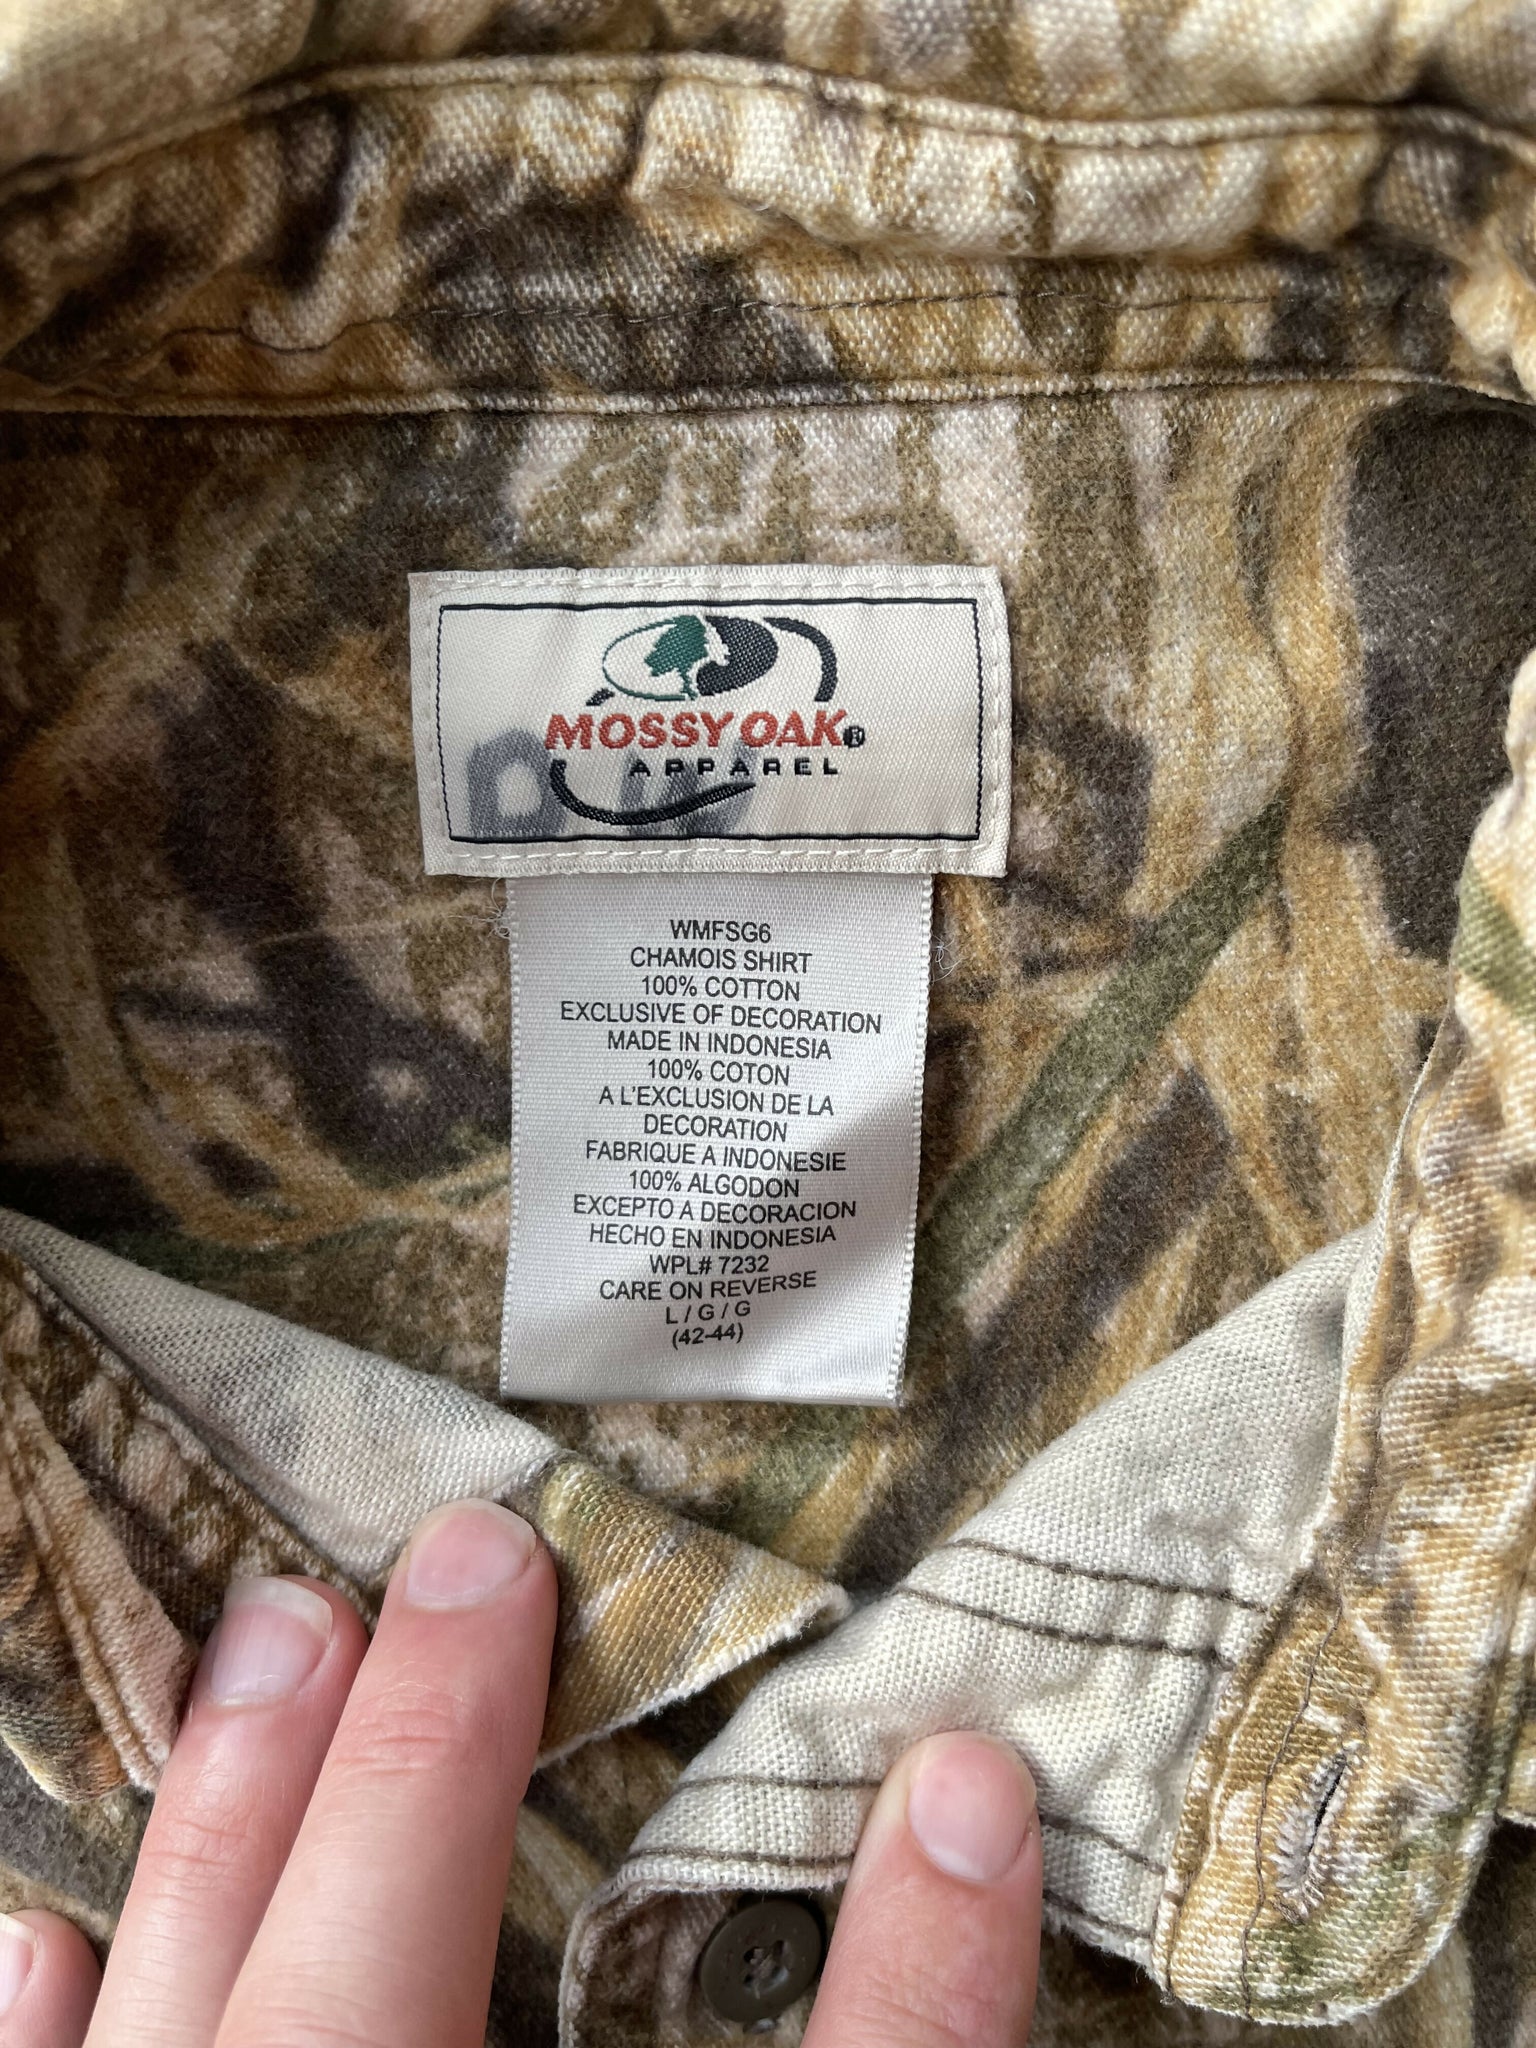 MOSSY OAK®
APPAREL
WMFSG6
CHAMOIS SHIRT
100% COTTON
EXCLUSIVE OF DECORATION
MADE IN INDONESIA
100% COTON
A L'EXCLUSION DE LA
DECORATION
FABRIQUE A INDONESIE
100% ALGODON
EXCEPTO A DECORACION
HECHO EN INDONESIA
WPL# 7232
CARE ON REVERSE
L / G / G
(42-44)